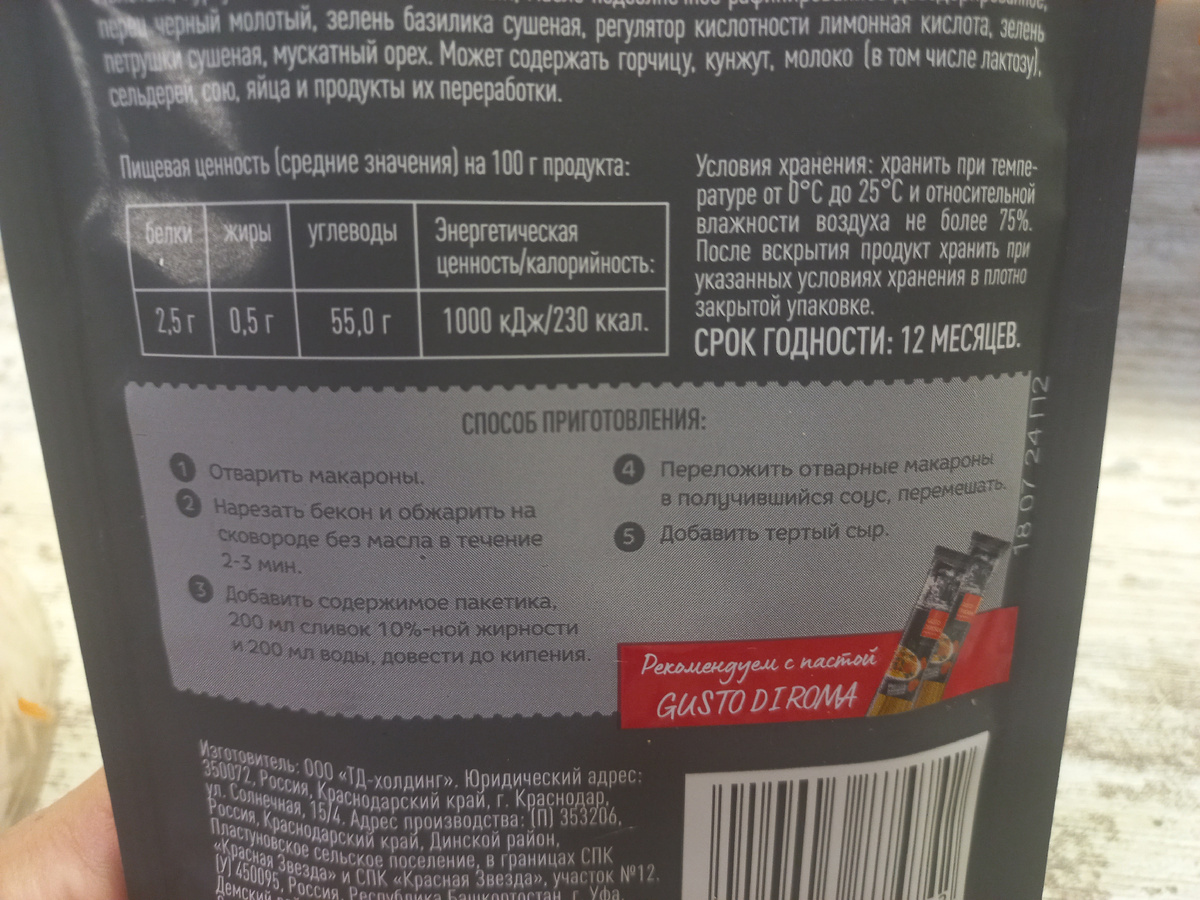 перец черный молотый, зелень базилика сушеная, регулятор кислотности лимонная кислота, зелень
петрушки сушеная, мускатный орех. Может содержать горчицу, кунжут, молоко (в том числе лактозу),
сельдерей, сою, яйца и продукты их переработки.
Пищевая ценность (средние значения) на 100 г продукта:
белки жиры углеводы Энергетическая
ценность/калорийность:
2,5 г 0,5 г 55,0 г 1000 кДж/230 ккал.
Условия хранения: хранить при темпе-
ратуре от 0°C до 25°C и относительной
влажности воздуха не более 75%.
После вскрытия продукт хранить при
указанных условиях хранения в плотно
закрытой упаковке.
СРОК ГОДНОСТИ: 12 МЕСЯЦЕВ.
СПОСОБ ПРИГОТОВЛЕНИЯ:
1 Отварить макароны.
2 Нарезать бекон и обжарить на
сковороде без масла в течение
2-3 мин.
3 Добавить содержимое пакетика,
200 мл сливок 10%-ной жирности
и 200 мл воды, довести до кипения.
4 Переложить отварные макароны
в получившийся соус, перемешать.
5 Добавить тертый сыр.
18 07 24 П2
Рекомендуем с пастой
GUSTO DI ROMA
Изготовитель: ООО «ТД-холдинг». Юридический адрес:
350072, Россия, Краснодарский край, г. Краснодар,
ул. Солнечная, 15/4. Адрес производства: (П) 353206,
Россия, Краснодарский край, Динской район,
Пластуновское сельское поселение, в границах СПК
«Красная Звезда» и СПК «Красная Звезда», участок №12.
(У) 450095, Россия, Республика Башкортостан, г. Уфа,
Демский